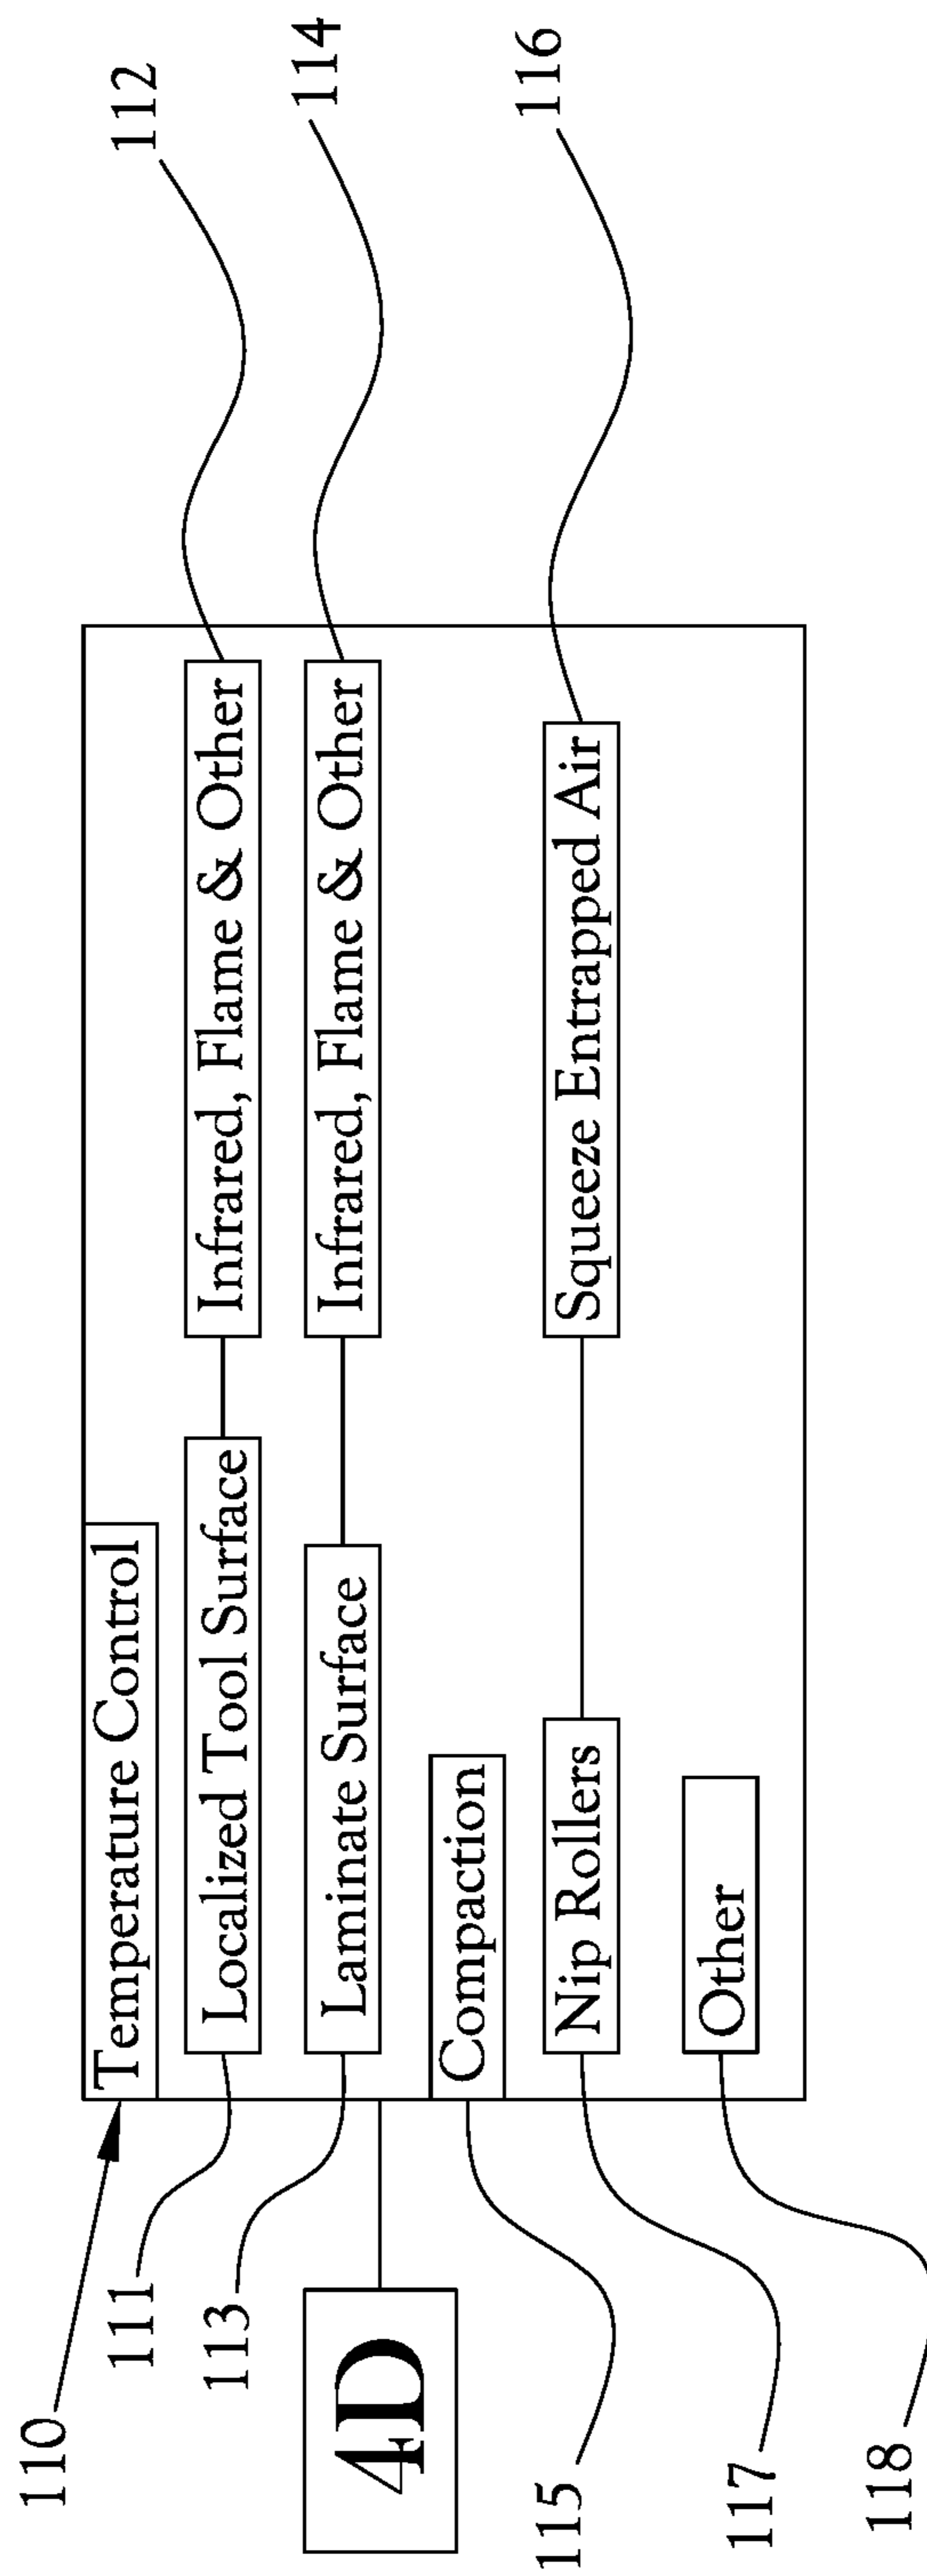 110
Temperature Control
111
Localized Tool Surface
Infrared, Flame & Other
112
113
Laminate Surface
Infrared, Flame & Other
114
4D
115
Compaction
117
Nip Rollers
Squeeze Entrapped Air
116
118
Other